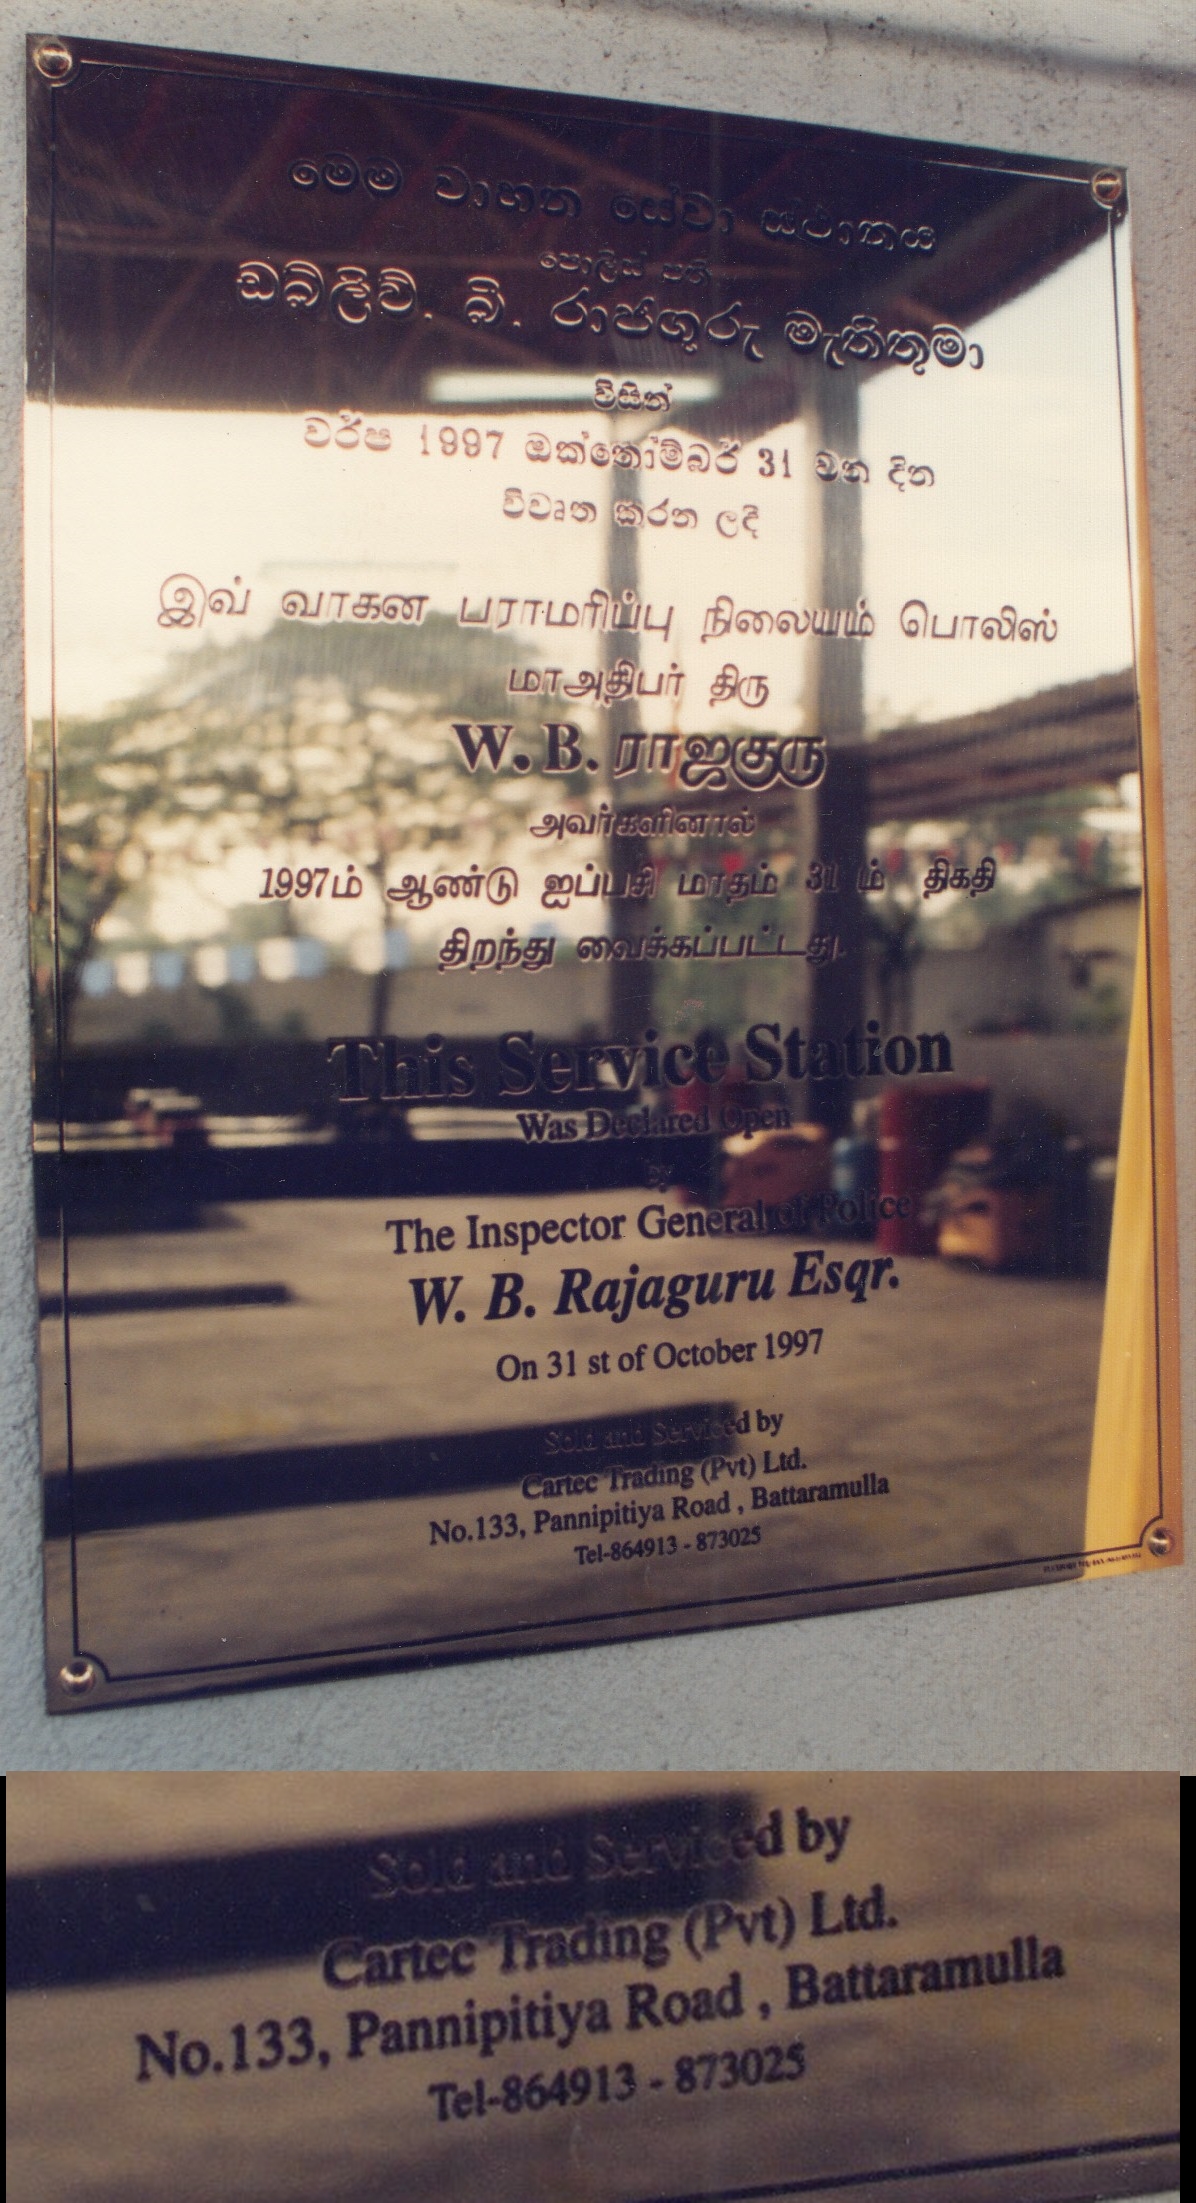 මෙම වාහන සේවා ස්ථානය
පොලිස් පති
ඩබ්ලිව්. බී. රාජගුරු මැතිතුමා
විසින්
වර්ෂ 1997 ඔක්තෝම්බර් 31 වන දින
විවෘත කරන ලදි
இவ் வாகன பராமரிப்பு நிலையம் பொலிஸ்
மாஅதிபர் திரு
W. B. ராஜகுரு
அவர்களினால்
1997ம் ஆண்டு ஐப்பசி மாதம் 31 ம் திகதி
திறந்து வைக்கப்பட்டது.
This Service Station
Was Declared Open
By
The Inspector General of Police
W. B. Rajaguru Esqr.
On 31 st of October 1997
Sold and Serviced by
Cartec Trading (Pvt) Ltd.
No.133, Pannipitiya Road , Battaramulla
Tel-864913 - 873025
Sold and Serviced by
Cartec Trading (Pvt) Ltd.
No.133, Pannipitiya Road , Battaramulla
Tel-864913 - 873025